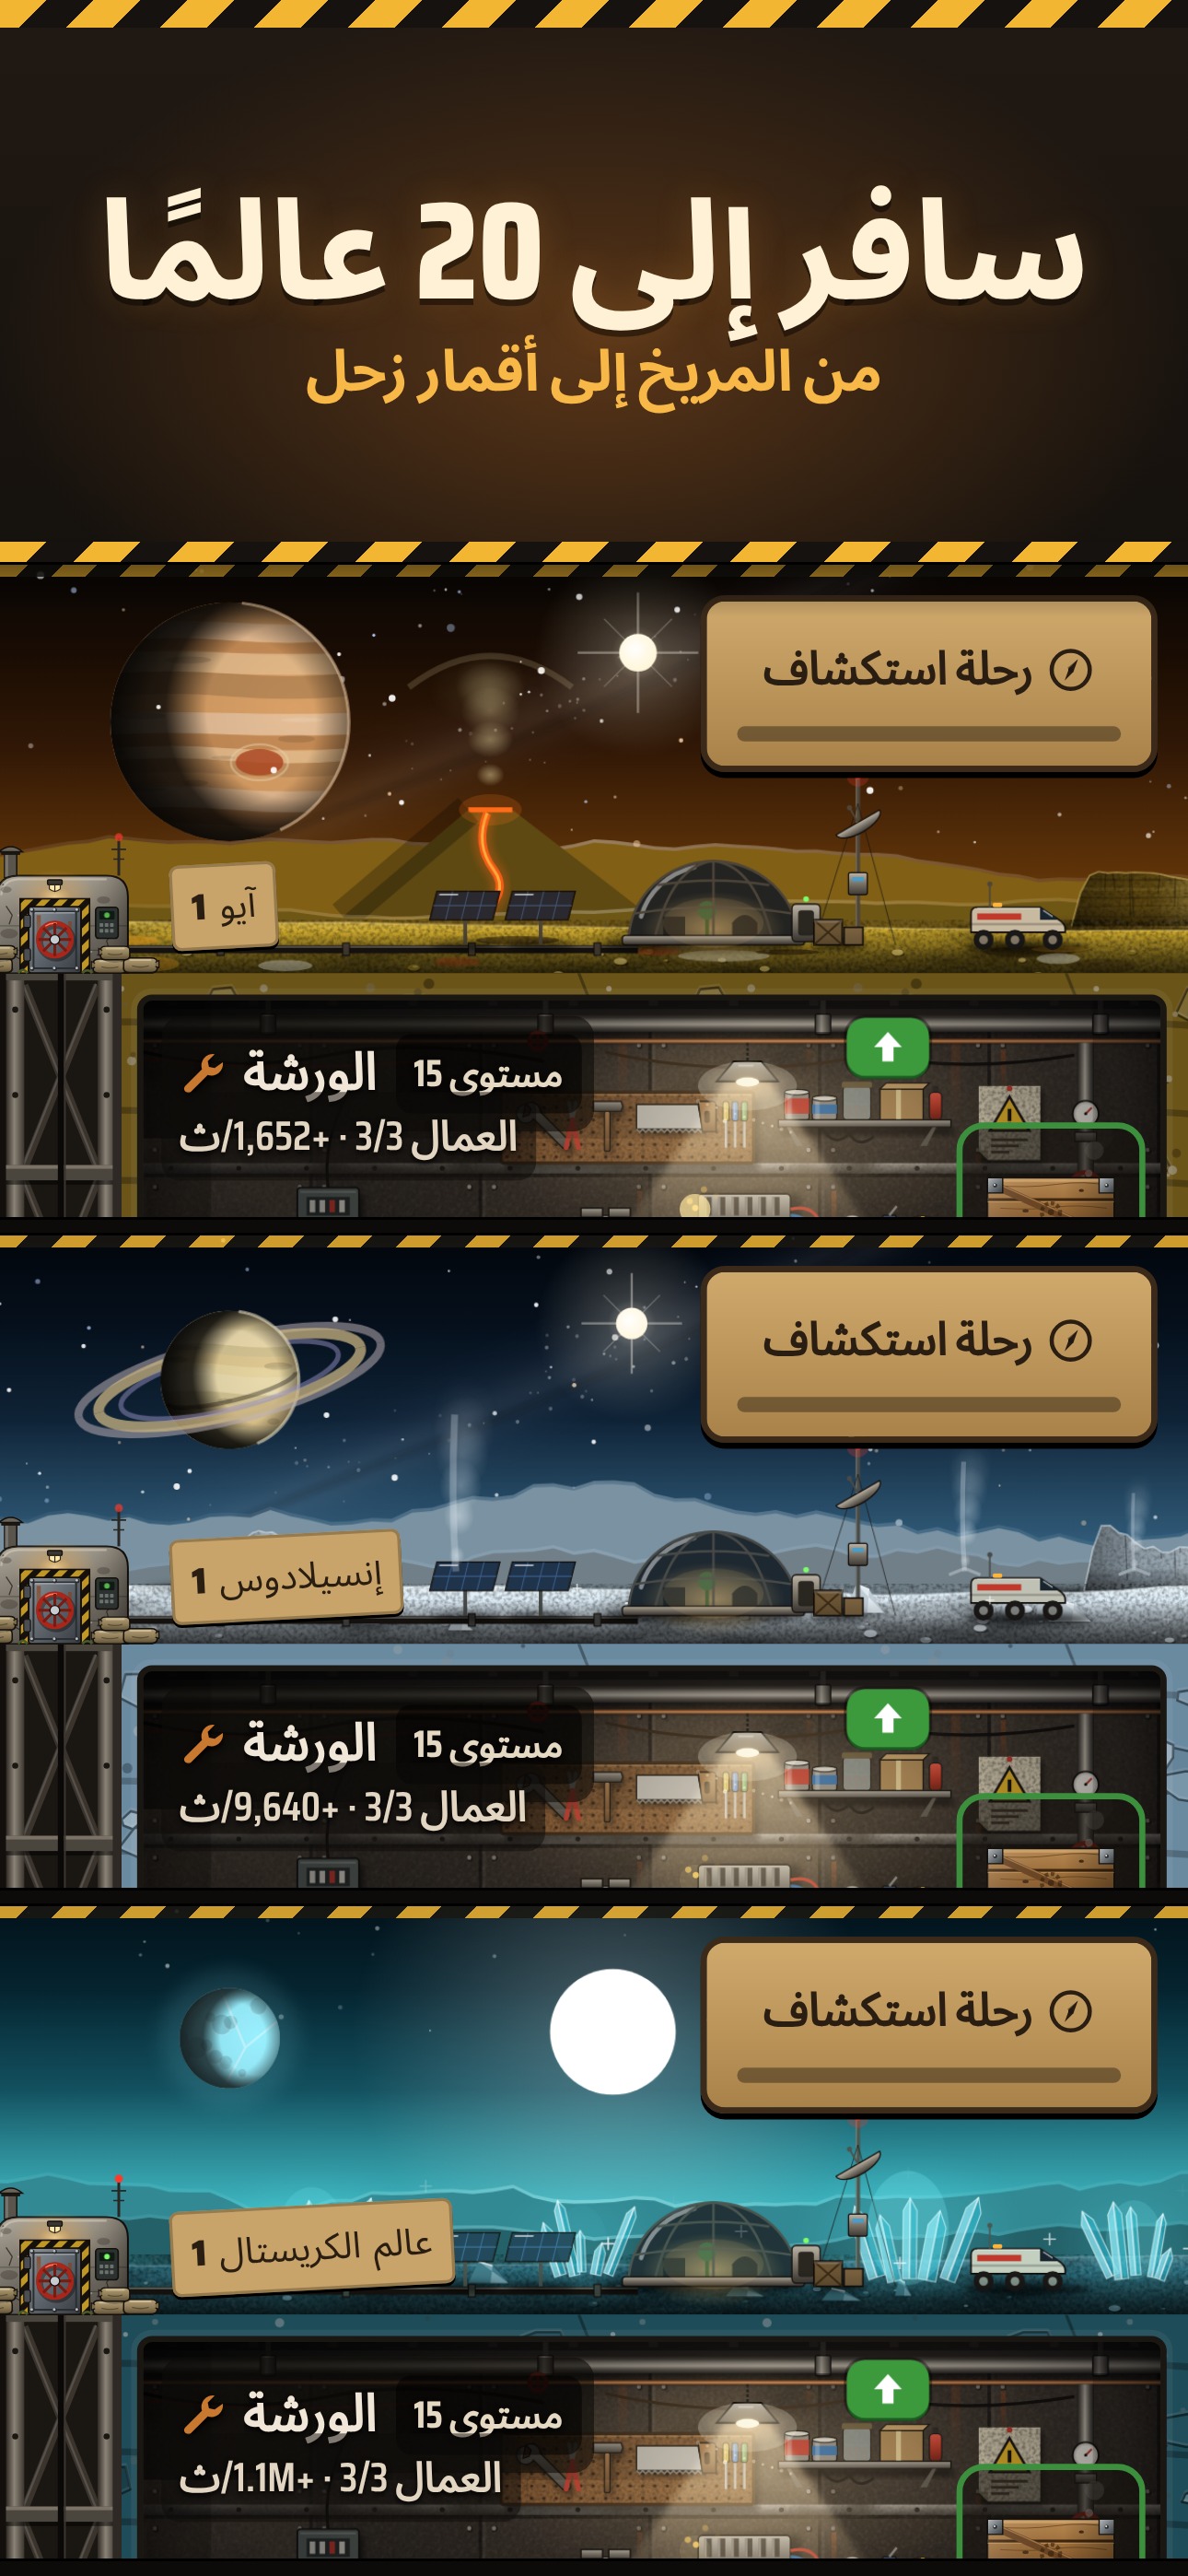 سافر إلى 20 عالمًا
من المريخ إلى أقمار زحل
رحلة استكشاف
آيو 1
الورشة مستوى 15
العمال 3/3 · +1,652/ث
رحلة استكشاف
إنسيلادوس 1
الورشة مستوى 15
العمال 3/3 · +9,640/ث
رحلة استكشاف
عالم الكريستال 1
الورشة مستوى 15
العمال 3/3 · +1.1M/ث